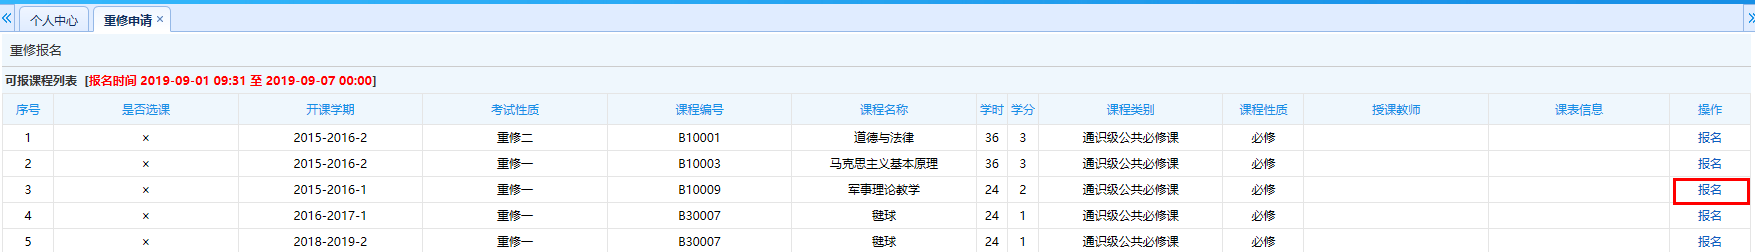 个人中心 重修申请 ×
重修报名
可报课程列表 [报名时间 2019-09-01 09:31 至 2019-09-07 00:00]
序号 是否选课 开课学期 考试性质 课程编号 课程名称 学时 学分 课程类别 课程性质 授课教师 课表信息 操作
1 × 2015-2016-2 重修二 B10001 道德与法律 36 3 通识级公共必修课 必修 报名
2 × 2015-2016-2 重修一 B10003 马克思主义基本原理 36 3 通识级公共必修课 必修 报名
3 × 2015-2016-1 重修一 B10009 军事理论教学 24 2 通识级公共必修课 必修 报名
4 × 2016-2017-1 重修一 B30007 毽球 24 1 通识级公共必修课 必修 报名
5 × 2018-2019-2 重修一 B30007 毽球 24 1 通识级公共必修课 必修 报名